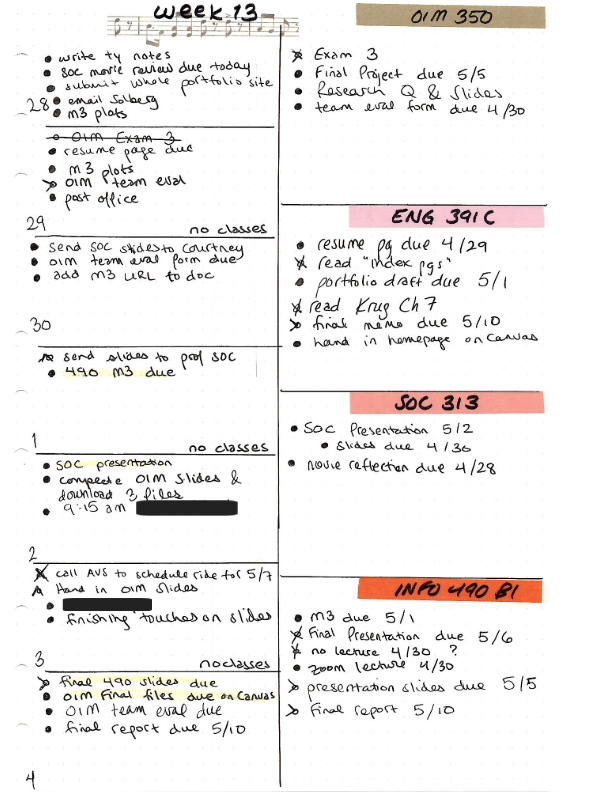 WEEK 13
• write ty notes
• SOC movie review due today
• submit whole portfolio site
• email Solberg
28
• M3 plots
• OIM Exam 3
• resume page due
• M3 plots
> OIM team eval
• post office
29
no classes
• send SOC slides to Courtney
• OIM team eval form due
• add M3 URL to doc
30
send slides to prof SOC
• 490 M3 due
1
no classes
• SOC presentation
• complete OIM slides &
download 3 files
• 9:15 am
2
x call AVS to schedule ride for 5/7
Hand in OIM slides
•
• finishing touches on slides
3
no classes
> final 490 slides due
• OIM final files due on Canvas
• OIM team eval due
• final report due 5/10
4
OIM 350
x Exam 3
• Final Project due 5/5
• Research Q & Slides
• team eval form due 4/30
ENG 391C
• resume pg due 4/29
x read "index pgs"
• portfolio draft due 5/1
x read Krug Ch 7
> final memo due 5/10
• hand in homepage on Canvas
SOC 313
• SOC Presentation 5/2
• slides due 4/30
• movie reflection due 4/28
INFO 490 BI
• M3 due 5/1
x Final Presentation due 5/6
x no lecture 4/30 ?
• zoom lecture 4/30
> presentation slides due 5/5
> final report 5/10